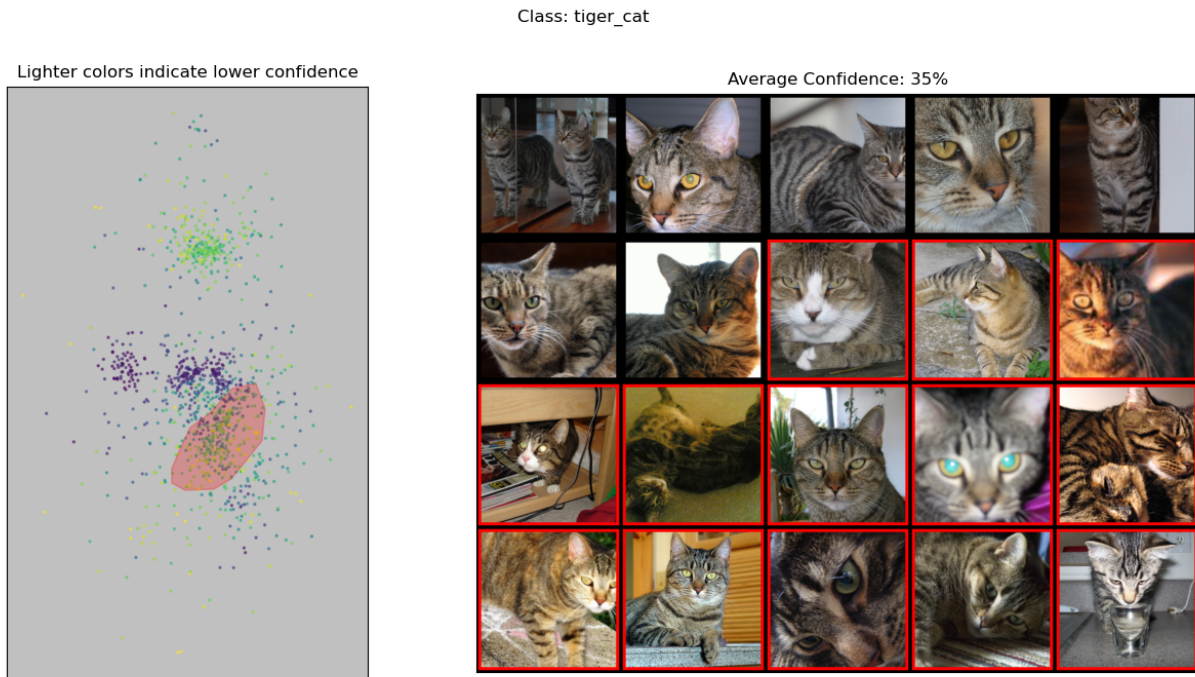 Class: tiger_cat
Lighter colors indicate lower confidence
Average Confidence: 35%